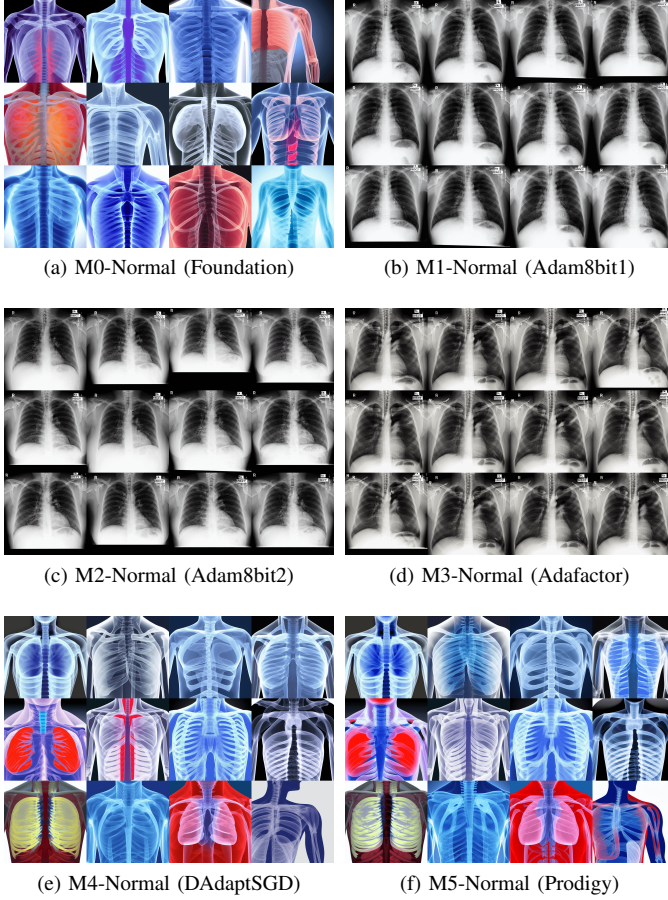 (a) M0-Normal (Foundation)
(b) M1-Normal (Adam8bit1)
(c) M2-Normal (Adam8bit2)
(d) M3-Normal (Adafactor)
(e) M4-Normal (DAdaptSGD)
(f) M5-Normal (Prodigy)